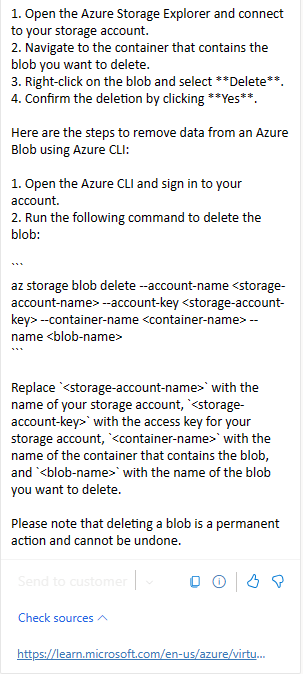 1. Open the Azure Storage Explorer and connect
to your storage account.
2. Navigate to the container that contains the
blob you want to delete.
3. Right-click on the blob and select **Delete**.
4. Confirm the deletion by clicking **Yes**.
Here are the steps to remove data from an Azure
Blob using Azure CLI:
1. Open the Azure CLI and sign in to your
account.
2. Run the following command to delete the
blob:
```
az storage blob delete --account-name <storage-
account-name> --account-key <storage-account-
key> --container-name <container-name> --
name <blob-name>
```
Replace `<storage-account-name>` with the
name of your storage account, `<storage-
account-key>` with the access key for your
storage account, `<container-name>` with the
name of the container that contains the blob,
and `<blob-name>` with the name of the blob
you want to delete.
Please note that deleting a blob is a permanent
action and cannot be undone.
Send to customer
Check sources
https://learn.microsoft.com/en-us/azure/virtu...